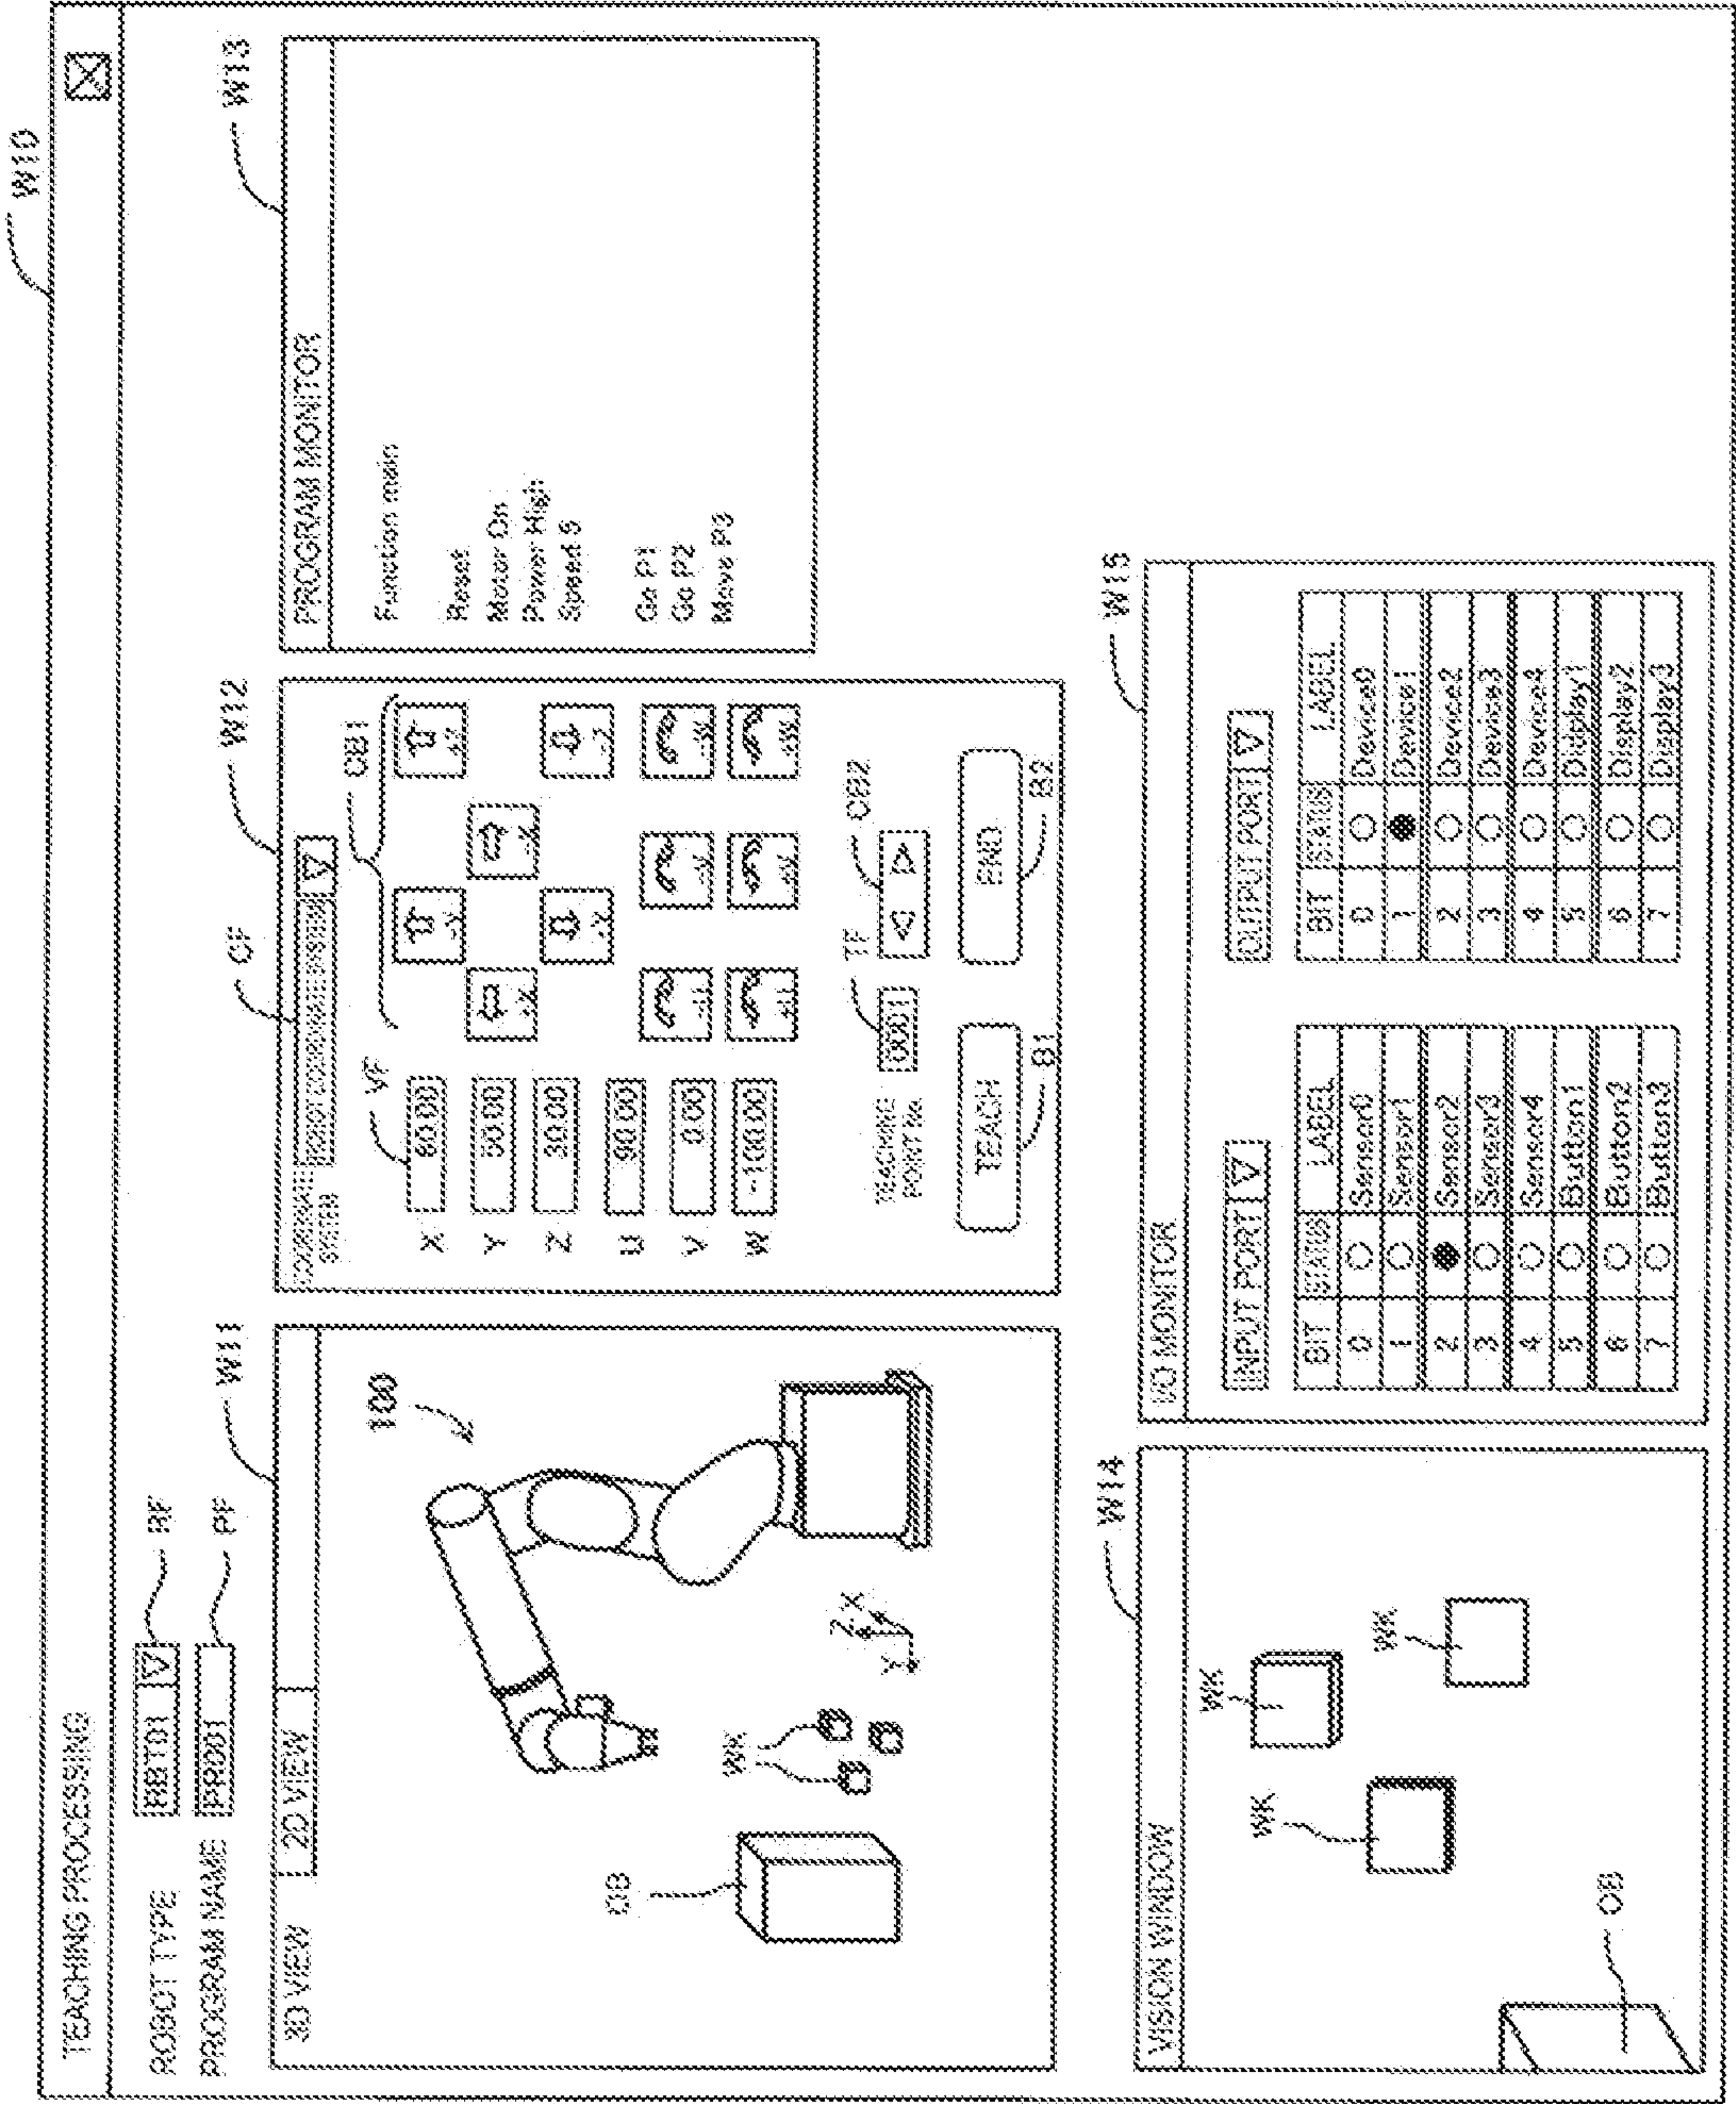 W10
TEACHING PROCESSING
ROBOT TYPE RBT01 RF
PROGRAM NAME PR001 PF
W11
3D VIEW 2D VIEW
100
OB
WK
Z X
Y
W12
CF
COORDINATE SYSTEM ROBOT COORDINATE SYSTEM
VF
CB1
X 80.00
Y 50.00
Z 30.00
U 90.00
V 0.00
W -100.00
+Z
-X
-Z
TEACHING POINT No. 0001
TF
CB2
TEACH
END
B1
B2
W13
PROGRAM MONITOR
Function main
Reset
Motor On
Power High
Speed 5
Go P1
Go P2
Move P3
W14
VISION WINDOW
WK
WK
WK
OB
W15
I/O MONITOR
INPUT PORT
BIT STATUS LABEL
0 Sensor0
1 Sensor1
2 Sensor2
3 Sensor3
4 Sensor4
5 Button1
6 Button2
7 Button3
OUTPUT PORT
BIT STATUS LABEL
0 Device0
1 Device1
2 Device2
3 Device3
4 Device4
5 Display1
6 Display2
7 Display3